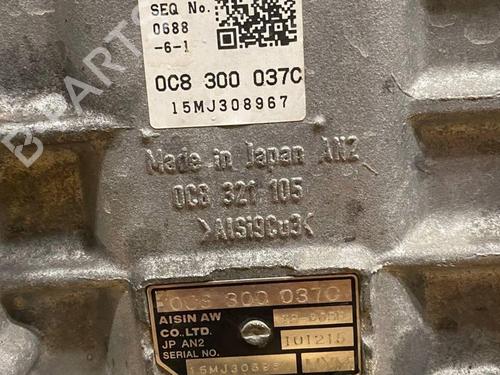 SEQ No.
0688
-6-1
0C8 300 037C
15MJ308967
Made in Japan AN2
0C8 321 105
>AlSi9Cu3<
0C8 300 037C
AISIN AW
CO.LTD.
JP AN2
101215
SERIAL NO.